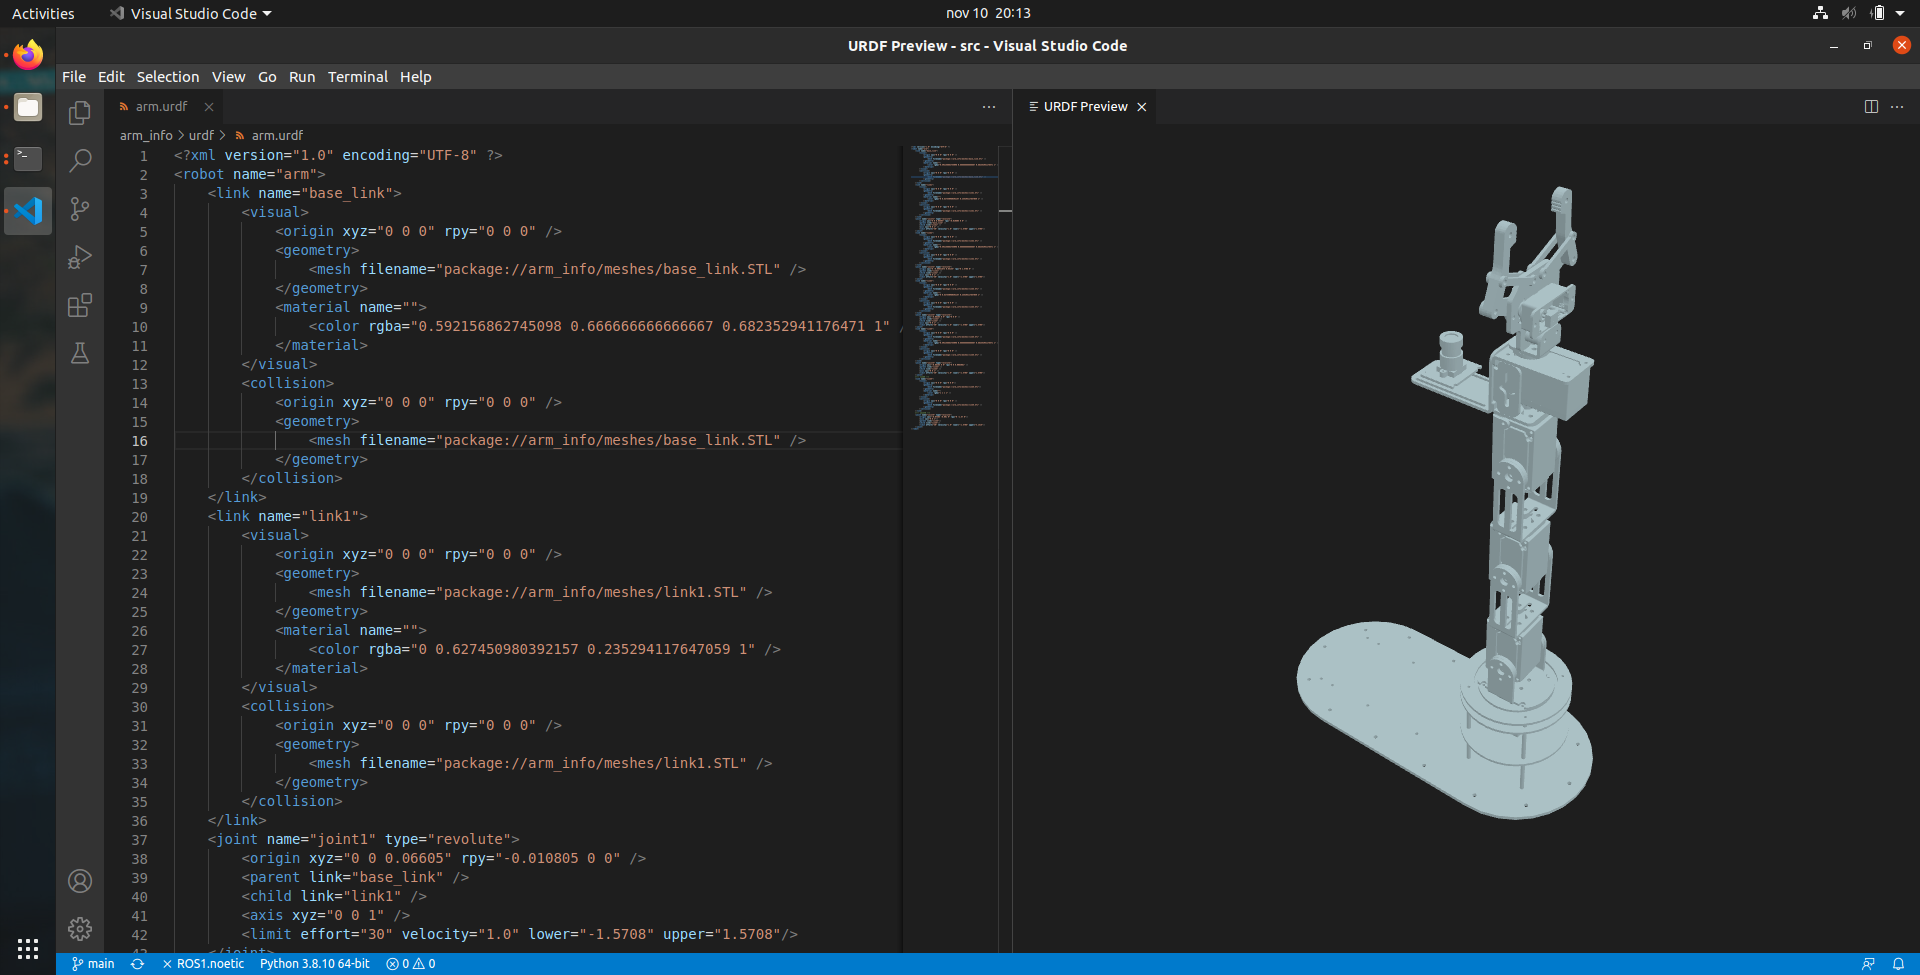 Activities
Visual Studio Code
nov 10 20:13
URDF Preview - src - Visual Studio Code
File Edit Selection View Go Run Terminal Help
arm.urdf
URDF Preview
arm_info > urdf > arm.urdf
1 <?xml version="1.0" encoding="UTF-8" ?>
2 <robot name="arm">
3 <link name="base_link">
4 <visual>
5 <origin xyz="0 0 0" rpy="0 0 0" />
6 <geometry>
7 <mesh filename="package://arm_info/meshes/base_link.STL" />
8 </geometry>
9 <material name="">
10 <color rgba="0.592156862745098 0.666666666666667 0.682352941176471 1" /
11 </material>
12 </visual>
13 <collision>
14 <origin xyz="0 0 0" rpy="0 0 0" />
15 <geometry>
16 <mesh filename="package://arm_info/meshes/base_link.STL" />
17 </geometry>
18 </collision>
19 </link>
20 <link name="link1">
21 <visual>
22 <origin xyz="0 0 0" rpy="0 0 0" />
23 <geometry>
24 <mesh filename="package://arm_info/meshes/link1.STL" />
25 </geometry>
26 <material name="">
27 <color rgba="0 0.627450980392157 0.235294117647059 1" />
28 </material>
29 </visual>
30 <collision>
31 <origin xyz="0 0 0" rpy="0 0 0" />
32 <geometry>
33 <mesh filename="package://arm_info/meshes/link1.STL" />
34 </geometry>
35 </collision>
36 </link>
37 <joint name="joint1" type="revolute">
38 <origin xyz="0 0 0.06605" rpy="-0.010805 0 0" />
39 <parent link="base_link" />
40 <child link="link1" />
41 <axis xyz="0 0 1" />
42 <limit effort="30" velocity="1.0" lower="-1.5708" upper="1.5708"/>
43 </joint>
main
ROS1.noetic
Python 3.8.10 64-bit
0 0